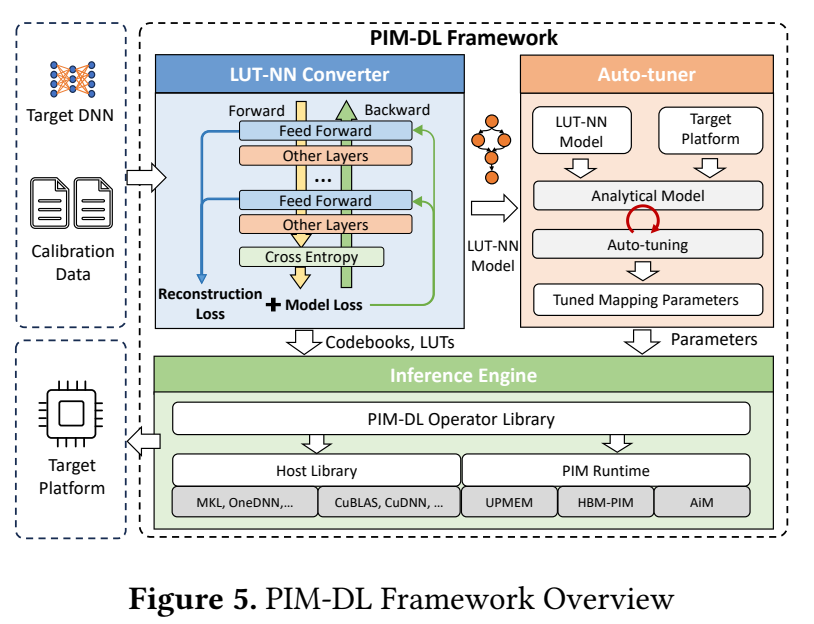 PIM-DL Framework
Target DNN
Calibration
Data
LUT-NN Converter
Forward
Backward
Feed Forward
Other Layers
...
Feed Forward
Other Layers
Cross Entropy
Reconstruction
Loss
+ Model Loss
LUT-NN
Model
Auto-tuner
LUT-NN
Model
Target
Platform
Analytical Model
Auto-tuning
Tuned Mapping Parameters
Codebooks, LUTs
Parameters
Target
Platform
Inference Engine
PIM-DL Operator Library
Host Library
PIM Runtime
MKL, OneDNN,...
CuBLAS, CuDNN, ...
UPMEM
HBM-PIM
AiM
Figure 5. PIM-DL Framework Overview